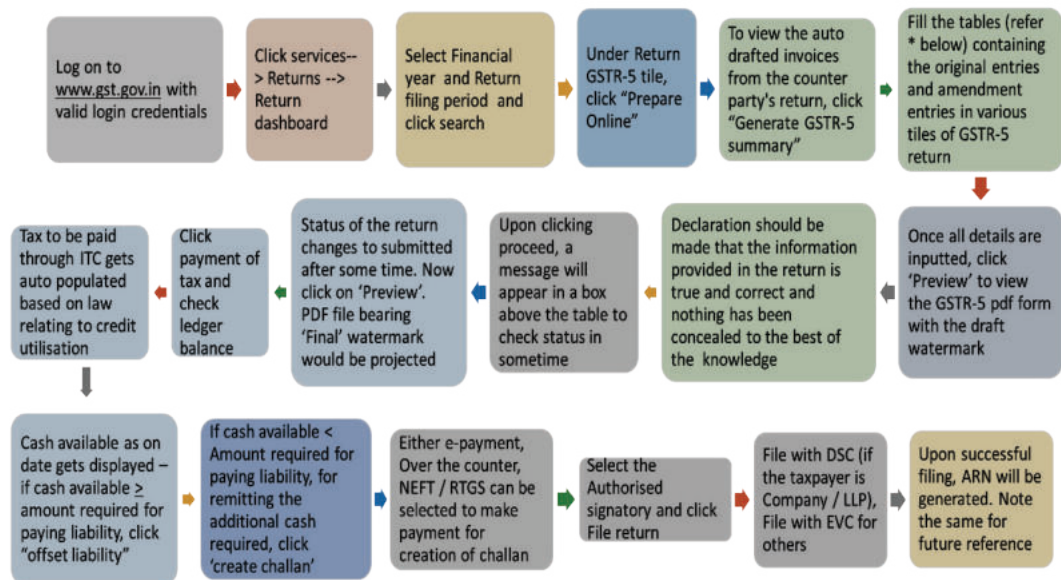 Log on to
www.gst.gov.in with
valid login credentials
Click services--
> Returns -->
Return
dashboard
Select Financial
year and Return
filing period and
click search
Under Return
GSTR-5 tile,
click “Prepare
Online”
To view the auto
drafted invoices
from the counter
party's return, click
“Generate GSTR-5
summary”
Fill the tables (refer
* below) containing
the original entries
and amendment
entries in various
tiles of GSTR-5
return
Once all details are
inputted, click
‘Preview’ to view
the GSTR-5 pdf form
with the draft
watermark
Declaration should be
made that the information
provided in the return is
true and correct and
nothing has been
concealed to the best of
the knowledge
Upon clicking
proceed, a
message will
appear in a box
above the table to
check status in
sometime
Status of the return
changes to submitted
after some time. Now
click on ‘Preview’.
PDF file bearing
‘Final’ watermark
would be projected
Click
payment of
tax and
check
ledger
balance
Tax to be paid
through ITC gets
auto populated
based on law
relating to credit
utilisation
Cash available as on
date gets displayed –
if cash available ≥
amount required for
paying liability, click
“offset liability”
If cash available <
Amount required for
paying liability, for
remitting the
additional cash
required, click
‘create challan’
Either e-payment,
Over the counter,
NEFT / RTGS can be
selected to make
payment for
creation of challan
Select the
Authorised
signatory and click
File return
File with DSC (if
the taxpayer is
Company / LLP),
File with EVC for
others
Upon successful
filing, ARN will be
generated. Note
the same for
future reference